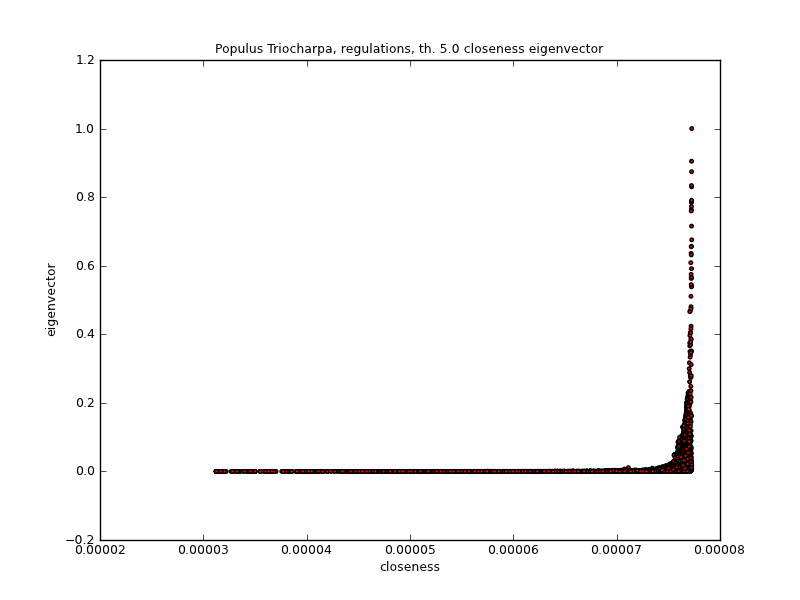 Populus Triocharpa, regulations, th. 5.0 closeness eigenvector
1.2
1.0
0.8
0.6
0.4
0.2
0.0
−0.2
eigenvector
0.00002 0.00003 0.00004 0.00005 0.00006 0.00007 0.00008
closeness